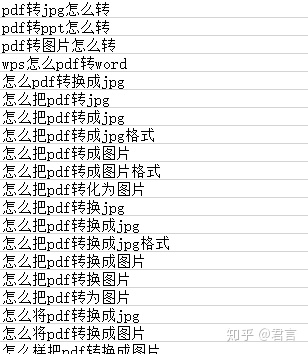 pdf转jpg怎么转
pdf转ppt怎么转
pdf转图片怎么转
wps怎么pdf转word
怎么pdf转换成jpg
怎么把pdf转jpg
怎么把pdf转成jpg
怎么把pdf转成jpg格式
怎么把pdf转成图片
怎么把pdf转成图片格式
怎么把pdf转化为图片
怎么把pdf转换jpg
怎么把pdf转换成jpg
怎么把pdf转换成jpg格式
怎么把pdf转换成图片
怎么把pdf转换图片
怎么把pdf转为图片
怎么将pdf转换成jpg
怎么将pdf转换成图片
怎么样把pdf转换成图片
知乎 @君言